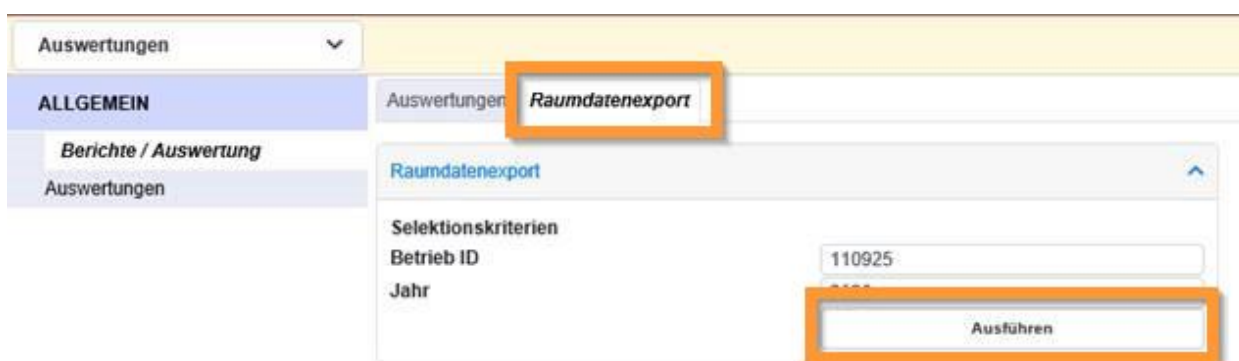 Auswertungen
ALLGEMEIN
Berichte / Auswertung
Auswertungen
Auswertungen Raumdatenexport
Raumdatenexport
Selektionskriterien
Betrieb ID 110925
Jahr
Ausführen